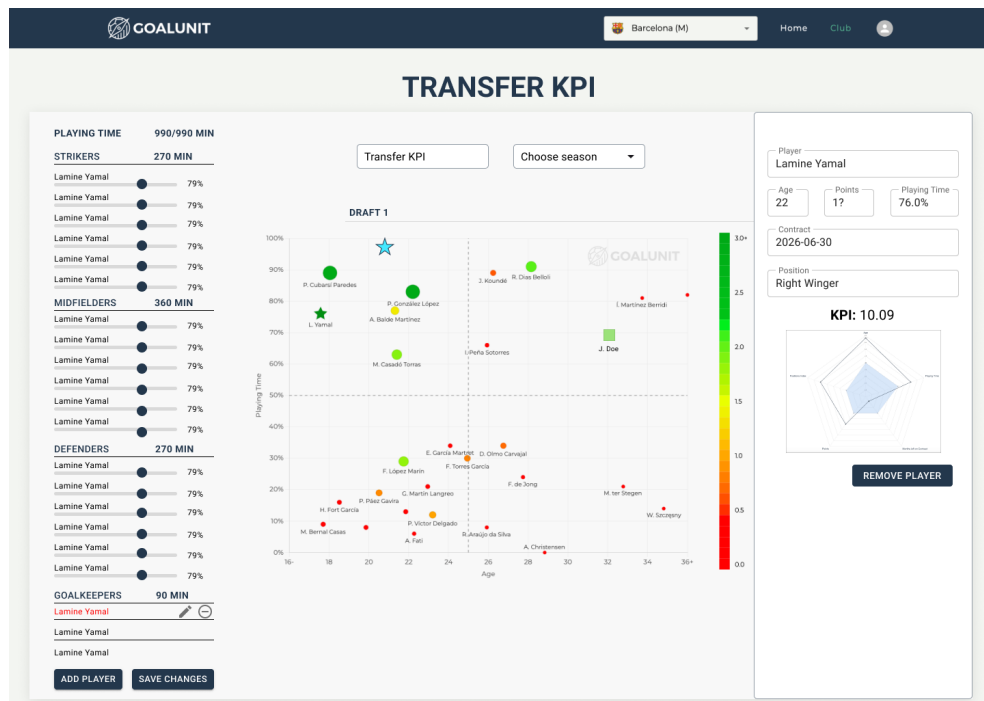 GOALUNIT
Barcelona (M)
Home
Club
TRANSFER KPI
PLAYING TIME 990/990 MIN
STRIKERS 270 MIN
Lamine Yamal
79%
Lamine Yamal
79%
Lamine Yamal
79%
Lamine Yamal
79%
Lamine Yamal
79%
Lamine Yamal
79%
MIDFIELDERS 360 MIN
Lamine Yamal
79%
Lamine Yamal
79%
Lamine Yamal
79%
Lamine Yamal
79%
Lamine Yamal
79%
Lamine Yamal
79%
DEFENDERS 270 MIN
Lamine Yamal
79%
Lamine Yamal
79%
Lamine Yamal
79%
Lamine Yamal
79%
Lamine Yamal
79%
Lamine Yamal
79%
GOALKEEPERS 90 MIN
Lamine Yamal
Lamine Yamal
Lamine Yamal
ADD PLAYER
SAVE CHANGES
Transfer KPI
Choose season
DRAFT 1
GOALUNIT
100%
90%
80%
70%
60%
50%
40%
30%
20%
10%
0%
Playing Time
P. Cubarsí Paredes
J. Koundé
R. Dias Belloli
P. González López
I. Martínez Berridi
L. Yamal
A. Balde Martínez
J. Doe
I. Peña Sotorres
M. Casadó Torras
E. García Martret
D. Olmo Carvajal
F. Torres García
F. López Marín
F. de Jong
G. Martín Langreo
M. ter Stegen
P. Páez Gavira
H. Fort García
W. Szczęsny
P. Víctor Delgado
M. Bernal Casas
R. Araújo da Silva
A. Fati
A. Christensen
16-
18
20
22
24
26
28
30
32
34
36+
Age
3.0+
2.5
2.0
1.5
1.0
0.5
0.0
Player
Lamine Yamal
Age
22
Points
1?
Playing Time
76.0%
Contract
2026-06-30
Position
Right Winger
KPI: 10.09
REMOVE PLAYER